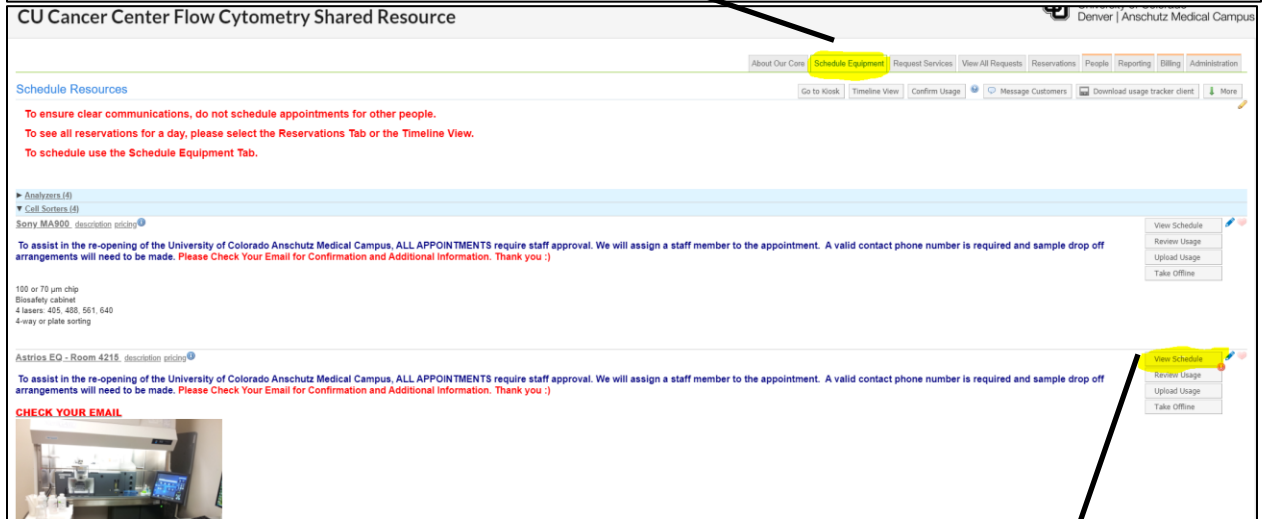 CU Cancer Center Flow Cytometry Shared Resource
Denver | Anschutz Medical Campus
About Our Core Schedule Equipment Request Services View All Requests Reservations People Reporting Billing Administration
Schedule Resources
Go to Kiosk Timeline View Confirm Usage Message Customers Download usage tracker client More
To ensure clear communications, do not schedule appointments for other people.
To see all reservations for a day, please select the Reservations Tab or the Timeline View.
To schedule use the Schedule Equipment Tab.
▶ Analyzers (4)
▼ Cell Sorters (4)
Sony MA900 description pricing
View Schedule
Review Usage
Upload Usage
Take Offline
To assist in the re-opening of the University of Colorado Anschutz Medical Campus, ALL APPOINTMENTS require staff approval. We will assign a staff member to the appointment. A valid contact phone number is required and sample drop off
arrangements will need to be made. Please Check Your Email for Confirmation and Additional Information. Thank you :)
100 or 70 µm chip
Biosafety cabinet
4 lasers: 405, 488, 561, 640
4-way or plate sorting
Astrios EQ - Room 4215 description pricing
View Schedule
Review Usage
Upload Usage
Take Offline
To assist in the re-opening of the University of Colorado Anschutz Medical Campus, ALL APPOINTMENTS require staff approval. We will assign a staff member to the appointment. A valid contact phone number is required and sample drop off
arrangements will need to be made. Please Check Your Email for Confirmation and Additional Information. Thank you :)
CHECK YOUR EMAIL